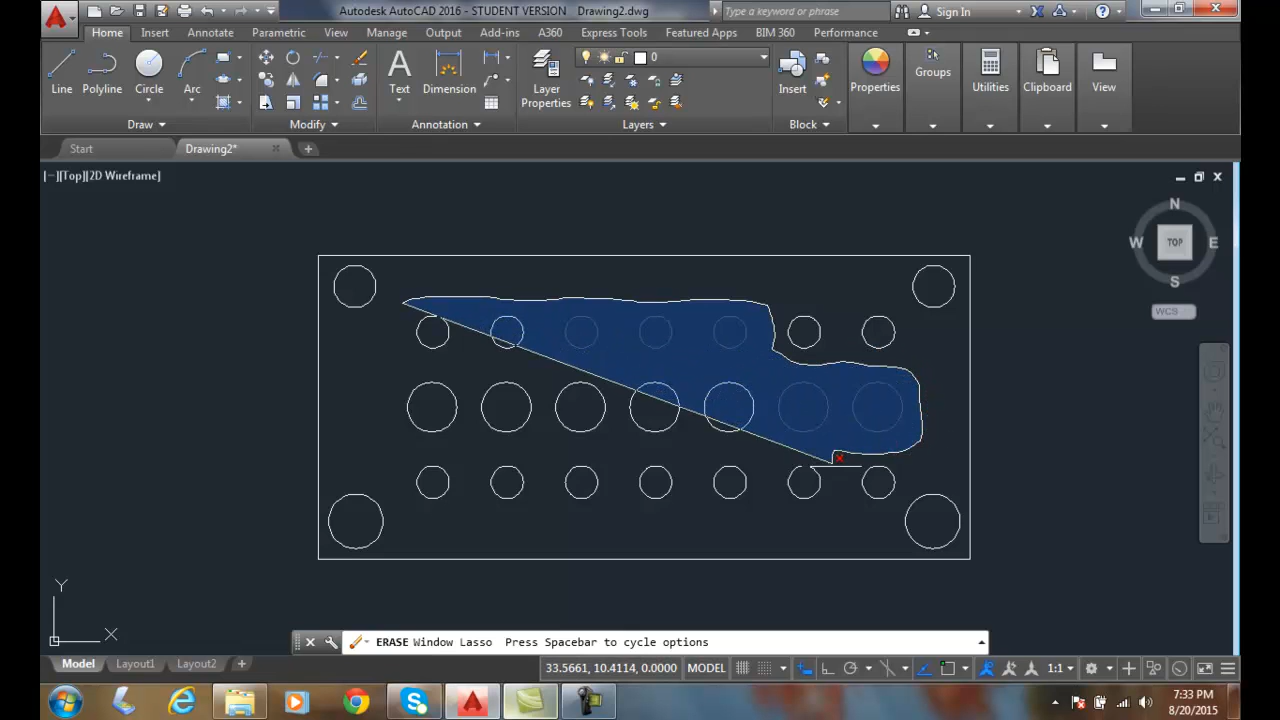 Autodesk AutoCAD 2016 - STUDENT VERSION Drawing2.dwg
Type a keyword or phrase
Sign In
Home Insert Annotate Parametric View Manage Output Add-ins A360 Express Tools Featured Apps BIM 360 Performance
Line Polyline Circle Arc
Text Dimension
Layer Properties
0
Insert
Properties Groups Utilities Clipboard View
Draw Modify Annotation Layers Block
Start Drawing2*
[−][Top][2D Wireframe]
N
W TOP E
S
WCS
Y
X
ERASE Window Lasso Press Spacebar to cycle options
Model Layout1 Layout2
33.5661, 10.4114, 0.0000 MODEL 1:1
7:33 PM
8/20/2015